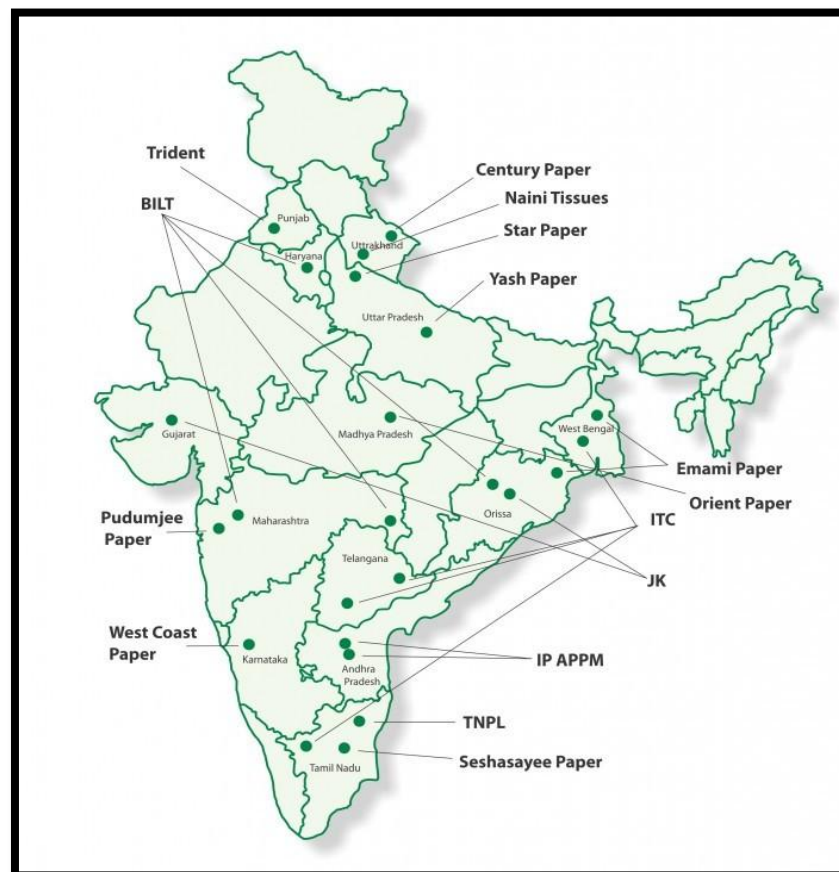 Trident
Century Paper
Naini Tissues
BILT
Punjab
Star Paper
Uttrakhand
Haryana
Yash Paper
Uttar Pradesh
Gujarat
Madhya Pradesh
West Bengal
Emami Paper
Orient Paper
Pudumjee
Paper
Maharashtra
Orissa
ITC
Telangana
JK
West Coast
Paper
Karnataka
IP APPM
Andhra
Pradesh
TNPL
Tamil Nadu
Seshasayee Paper